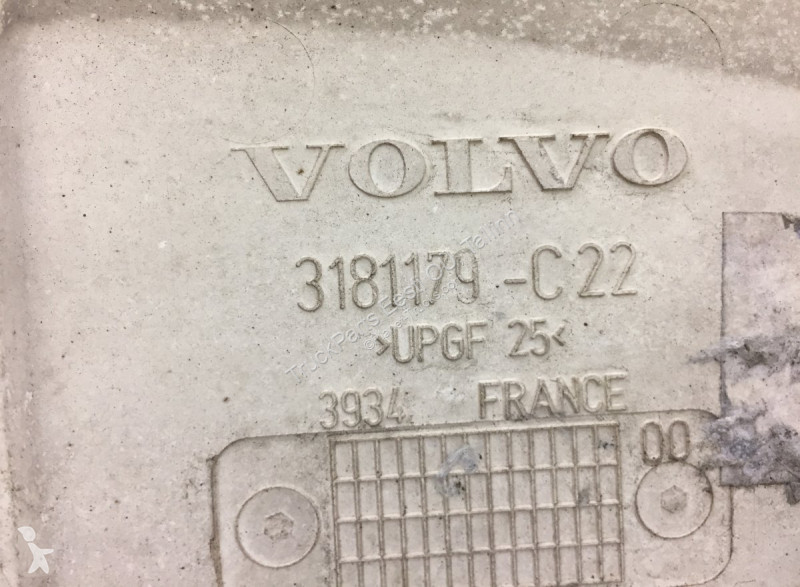 VOLVO
3181179 -C22
>UPGF 25<
3934 FRANCE
00